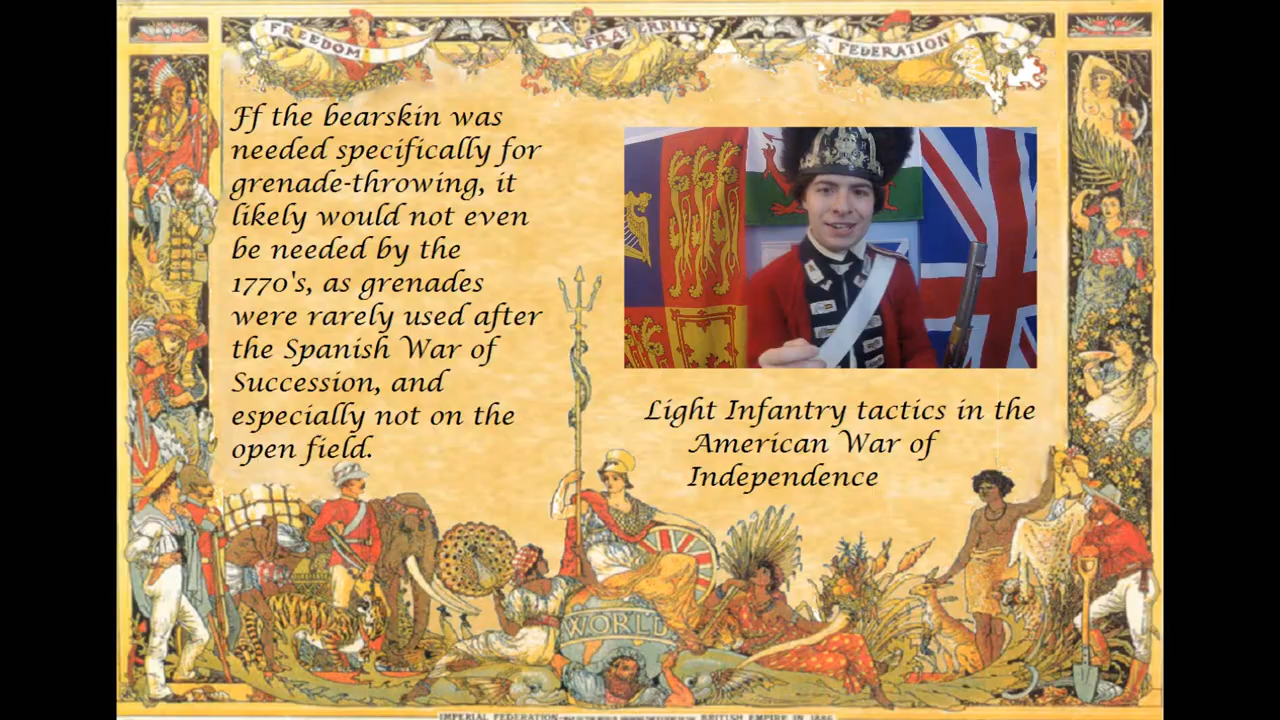 FREEDOM
FRATERNITY
FEDERATION
Ff the bearskin was
needed specifically for
grenade-throwing, it
likely would not even
be needed by the
1770's, as grenades
were rarely used after
the Spanish War of
Succession, and
especially not on the
open field.
Light Infantry tactics in the
American War of
Independence
WORLD
IMPERIAL FEDERATION BRITISH EMPIRE IN 1886